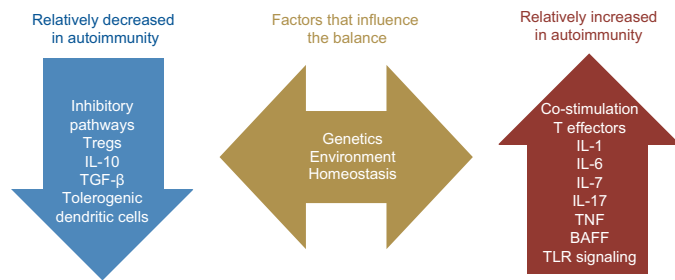 Relatively decreased
in autoimmunity
Inhibitory
pathways
Tregs
IL-10
TGF-β
Tolerogenic
dendritic cells
Factors that influence
the balance
Genetics
Environment
Homeostasis
Relatively increased
in autoimmunity
Co-stimulation
T effectors
IL-1
IL-6
IL-7
IL-17
TNF
BAFF
TLR signaling